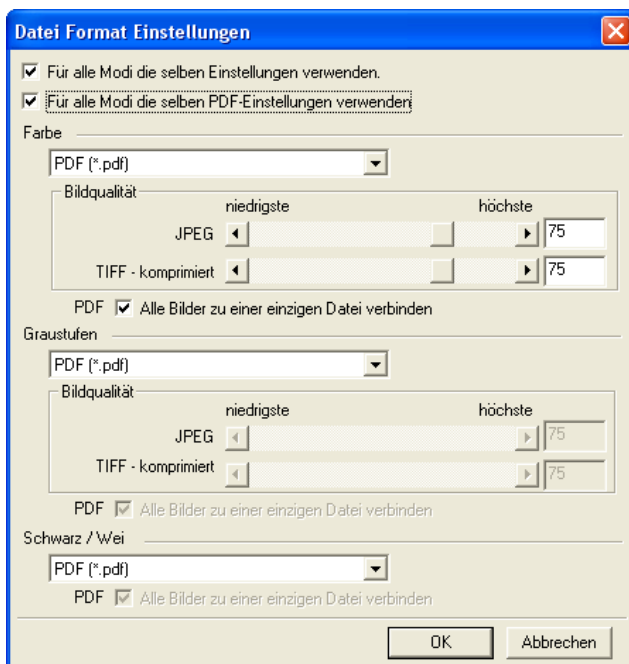 Datei Format Einstellungen
Für alle Modi die selben Einstellungen verwenden.
Für alle Modi die selben PDF-Einstellungen verwenden
Farbe
PDF (*.pdf)
Bildqualität
niedrigste höchste
JPEG 75
TIFF - komprimiert 75
PDF Alle Bilder zu einer einzigen Datei verbinden
Graustufen
PDF (*.pdf)
Bildqualität
niedrigste höchste
JPEG 75
TIFF - komprimiert 75
PDF Alle Bilder zu einer einzigen Datei verbinden
Schwarz / Wei
PDF (*.pdf)
PDF Alle Bilder zu einer einzigen Datei verbinden
OK Abbrechen